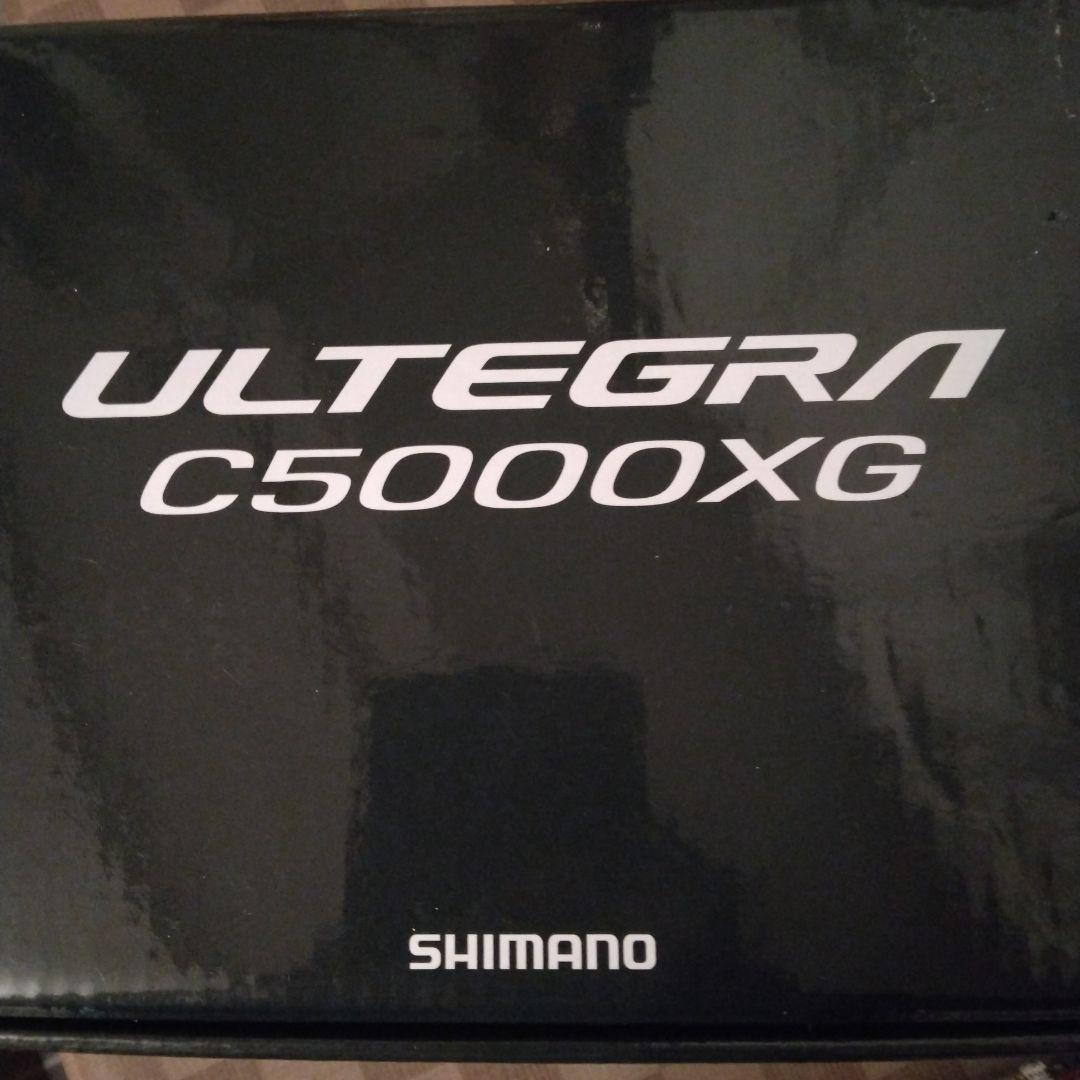 ULTEGRA
C5000XG
SHIMANO